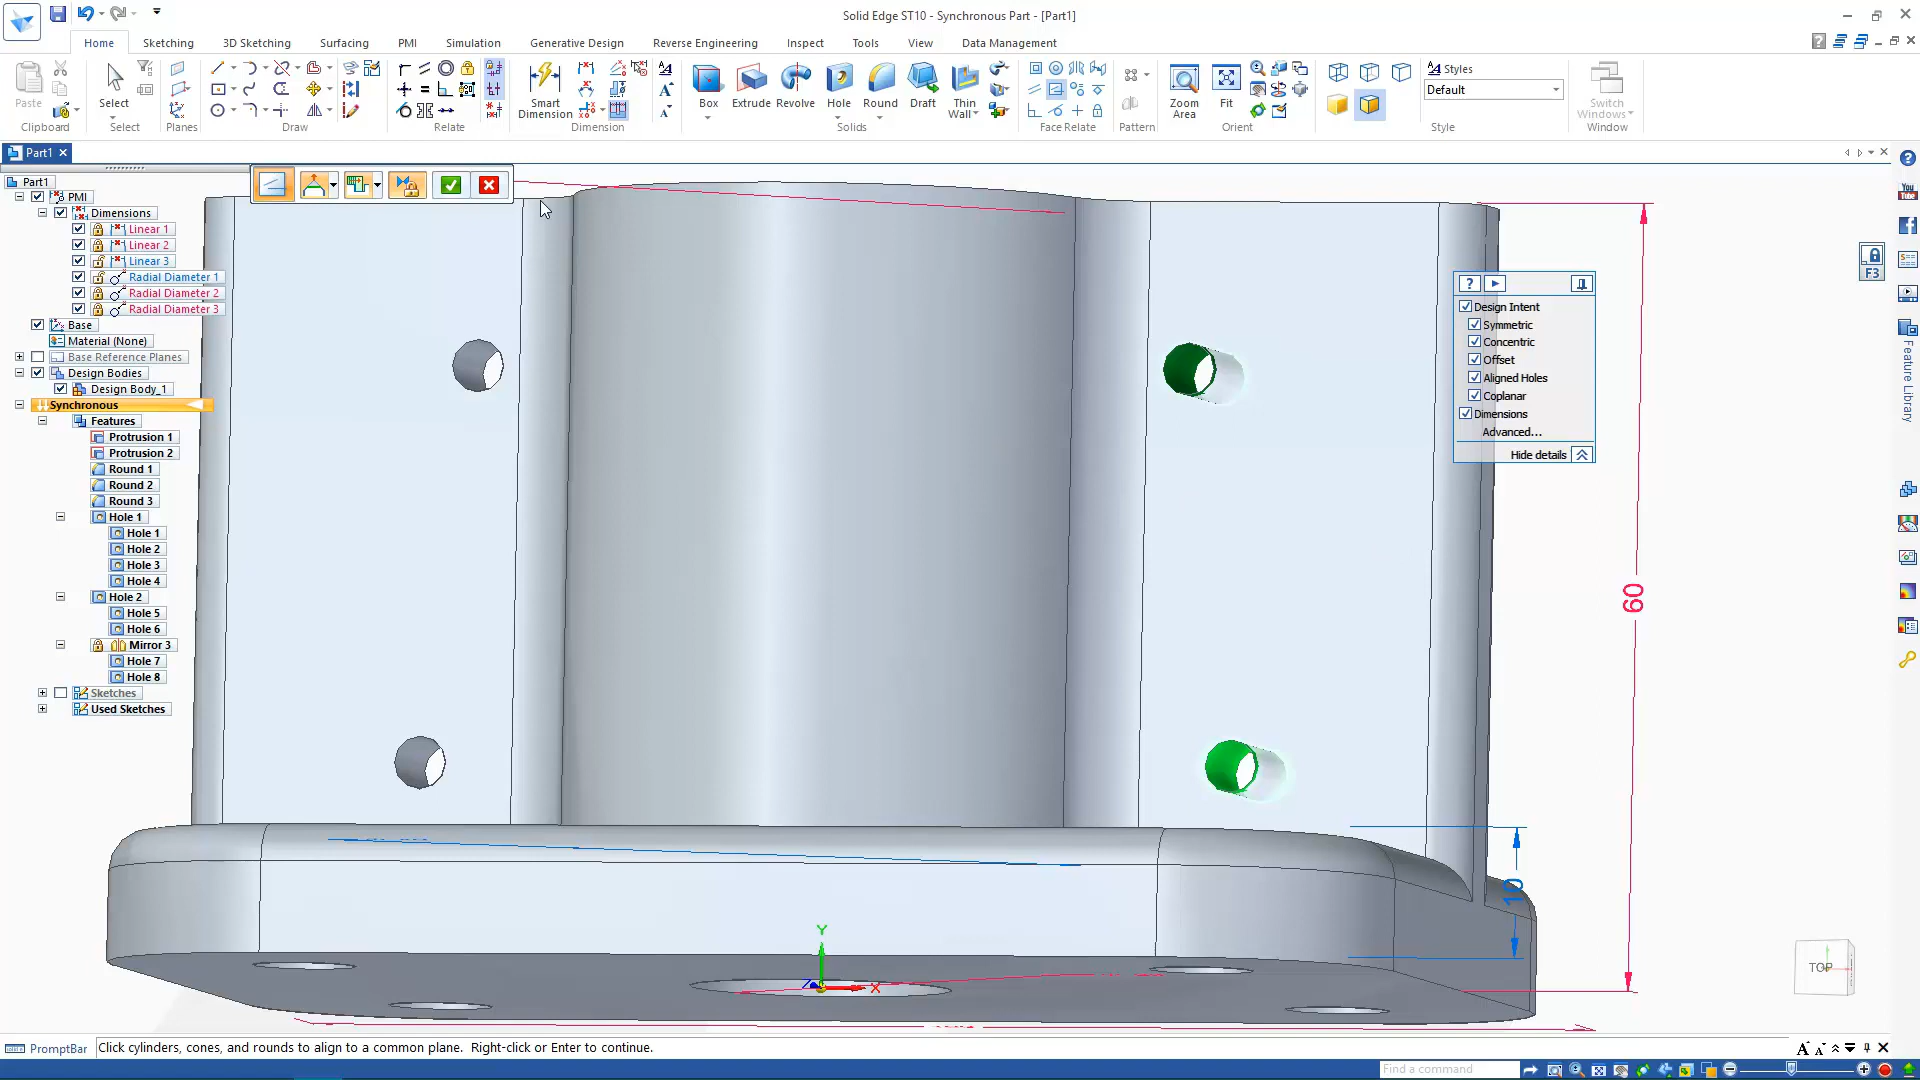 Solid Edge ST10 - Synchronous Part - [Part1]
Home Sketching 3D Sketching Surfacing PMI Simulation Generative Design Reverse Engineering Inspect Tools View Data Management
Paste Select Smart Dimension Box Extrude Revolve Hole Round Draft Thin Wall Zoom Area Fit Styles Default Switch Windows
Clipboard Select Planes Draw Relate Dimension Solids Face Relate Pattern Orient Style Window
Part1
Part1
PMI
Dimensions
Linear 1
Linear 2
Linear 3
Radial Diameter 1
Radial Diameter 2
Radial Diameter 3
Base
Material (None)
Base Reference Planes
Design Bodies
Design Body_1
Synchronous
Features
Protrusion 1
Protrusion 2
Round 1
Round 2
Round 3
Hole 1
Hole 1
Hole 2
Hole 3
Hole 4
Hole 2
Hole 5
Hole 6
Mirror 3
Hole 7
Hole 8
Sketches
Used Sketches
Design Intent
Symmetric
Concentric
Offset
Aligned Holes
Coplanar
Dimensions
Advanced...
Hide details
F3
You
Feature Library
60
10
Y
Z
X
TOP
PromptBar
Click cylinders, cones, and rounds to align to a common plane. Right-click or Enter to continue.
Find a command